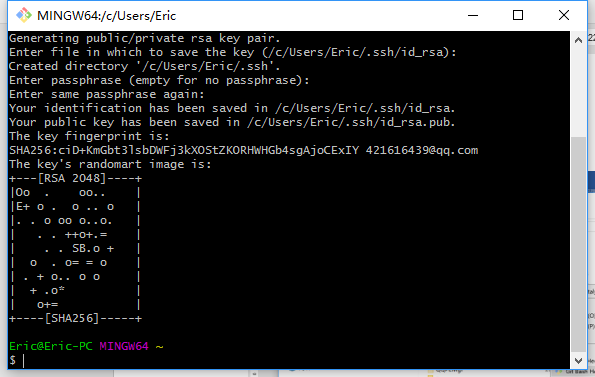 MINGW64:/c/Users/Eric
Generating public/private rsa key pair.
Enter file in which to save the key (/c/Users/Eric/.ssh/id_rsa):
Created directory '/c/Users/Eric/.ssh'.
Enter passphrase (empty for no passphrase):
Enter same passphrase again:
Your identification has been saved in /c/Users/Eric/.ssh/id_rsa.
Your public key has been saved in /c/Users/Eric/.ssh/id_rsa.pub.
The key fingerprint is:
SHA256:ciD+KmGbt3lsbDWFj3kXOStZKORHWHGb4sgAjoCExIY 421616439@qq.com
The key's randomart image is:
+---[RSA 2048]----+
|Oo  .    oo..    |
|E+ o .  o .. o   |
|. . o oo o..o.   |
|   . . ++o+.=    |
|    . . SB.o +   |
|  o  . o= = o    |
| . + o.. o o     |
|  + .o*          |
|   o+=           |
+----[SHA256]-----+
Eric@Eric-PC MINGW64 ~
$